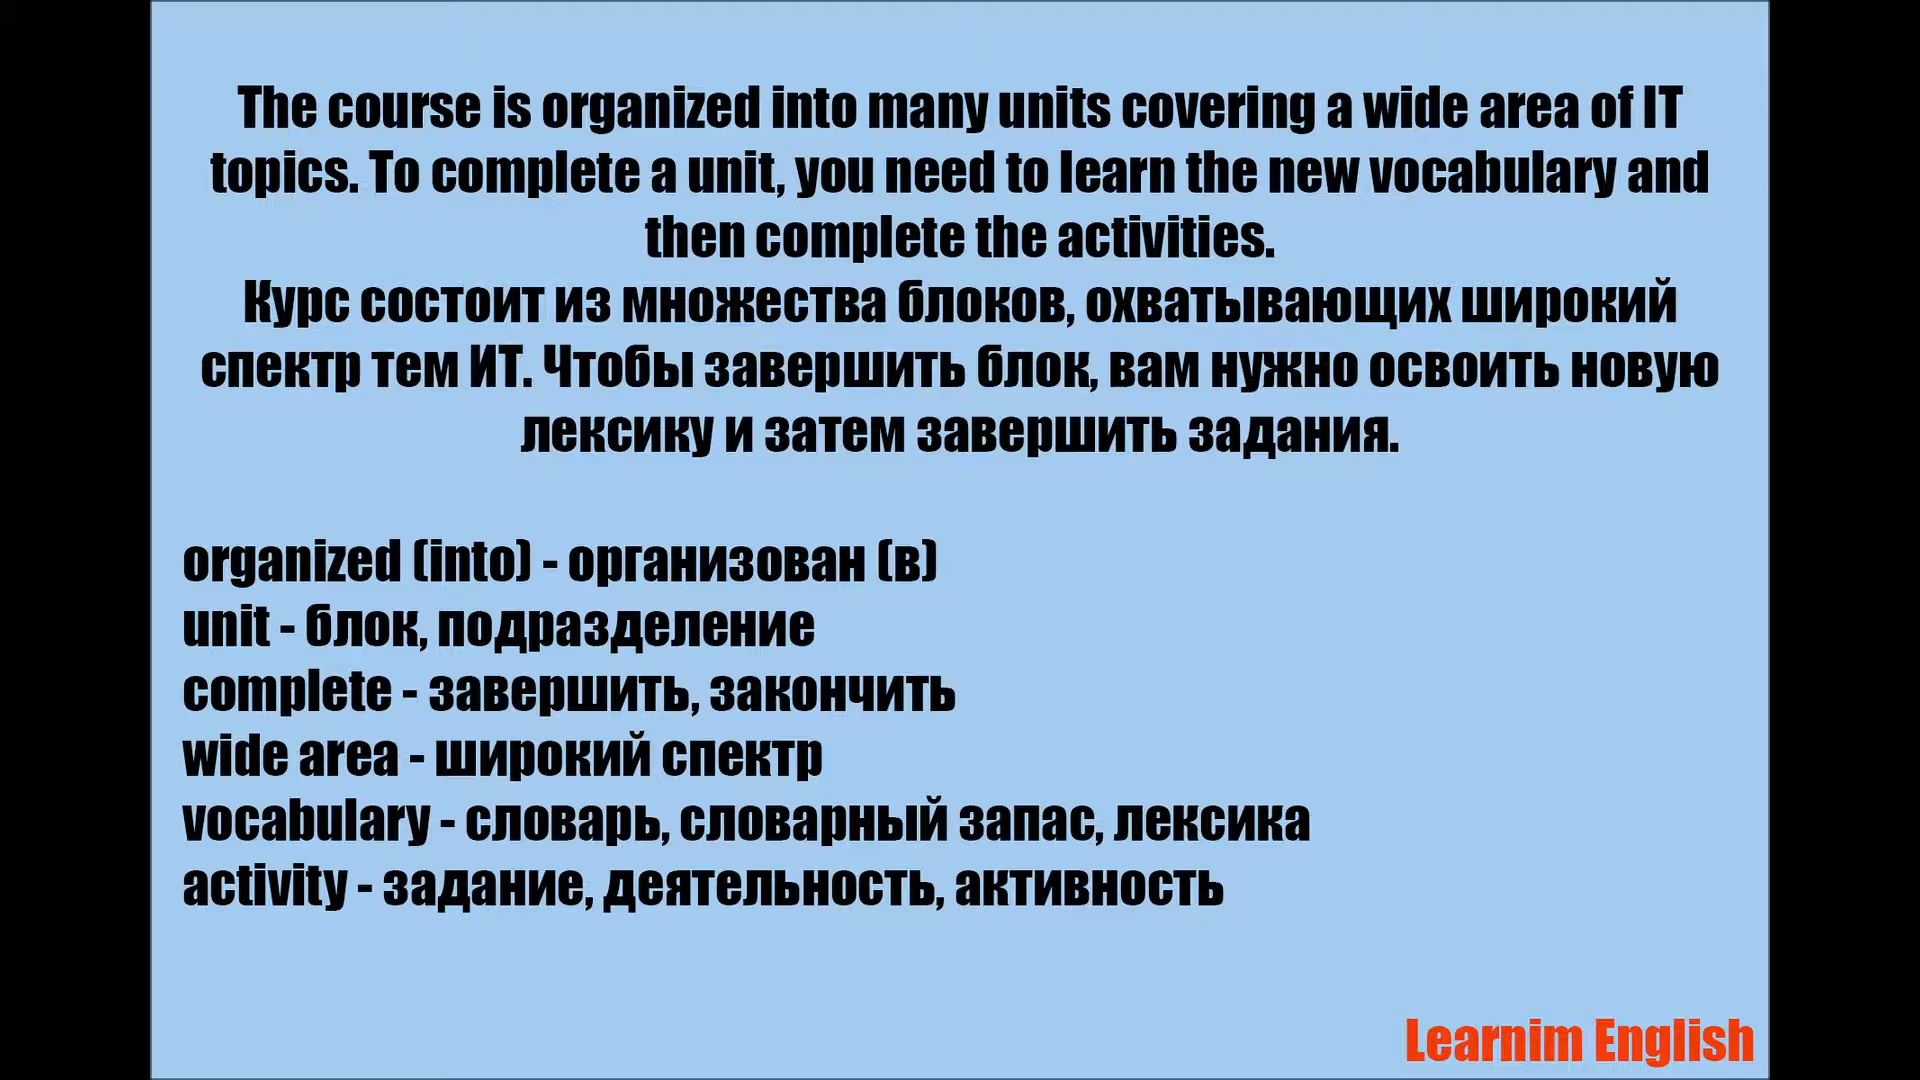 The course is organized into many units covering a wide area of IT
topics. To complete a unit, you need to learn the new vocabulary and
then complete the activities.
Курс состоит из множества блоков, охватывающих широкий
спектр тем ИТ. Чтобы завершить блок, вам нужно освоить новую
лексику и затем завершить задания.
organized (into) - организован (в)
unit - блок, подразделение
complete - завершить, закончить
wide area - широкий спектр
vocabulary - словарь, словарный запас, лексика
activity - задание, деятельность, активность
Learnim English